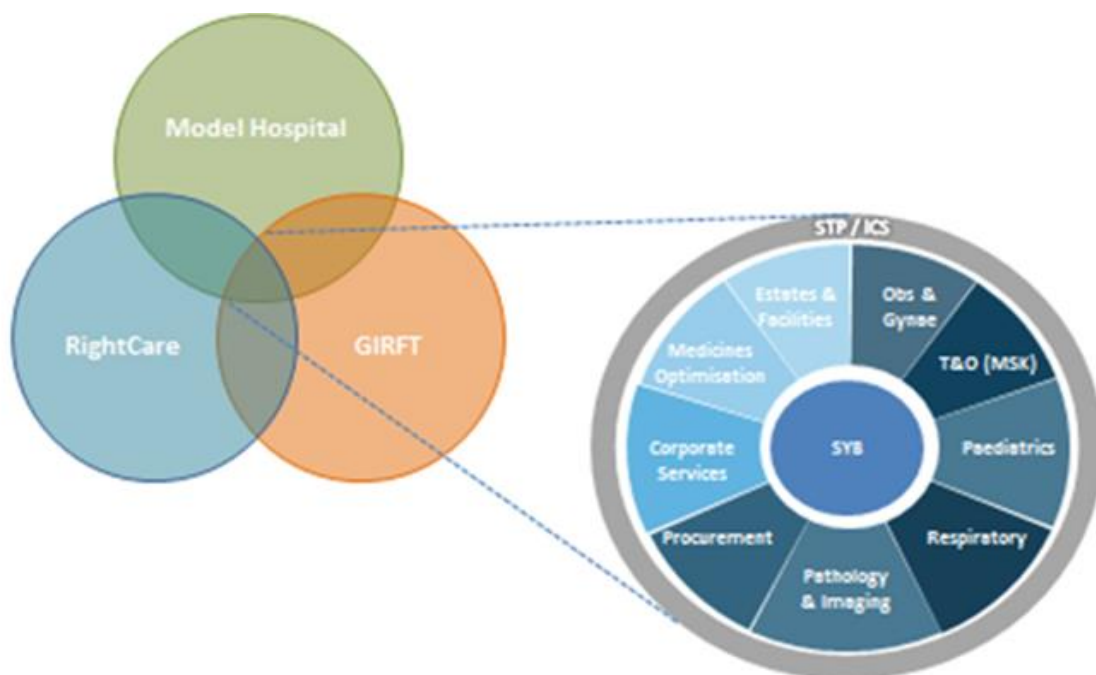 Model Hospital
RightCare
GIRFT
STP / ICS
Estates &
Facilities
Obs &
Gynae
Medicines
Optimisation
T&O (MSK)
Corporate
Services
SYB
Paediatrics
Procurement
Respiratory
Pathology
& Imaging